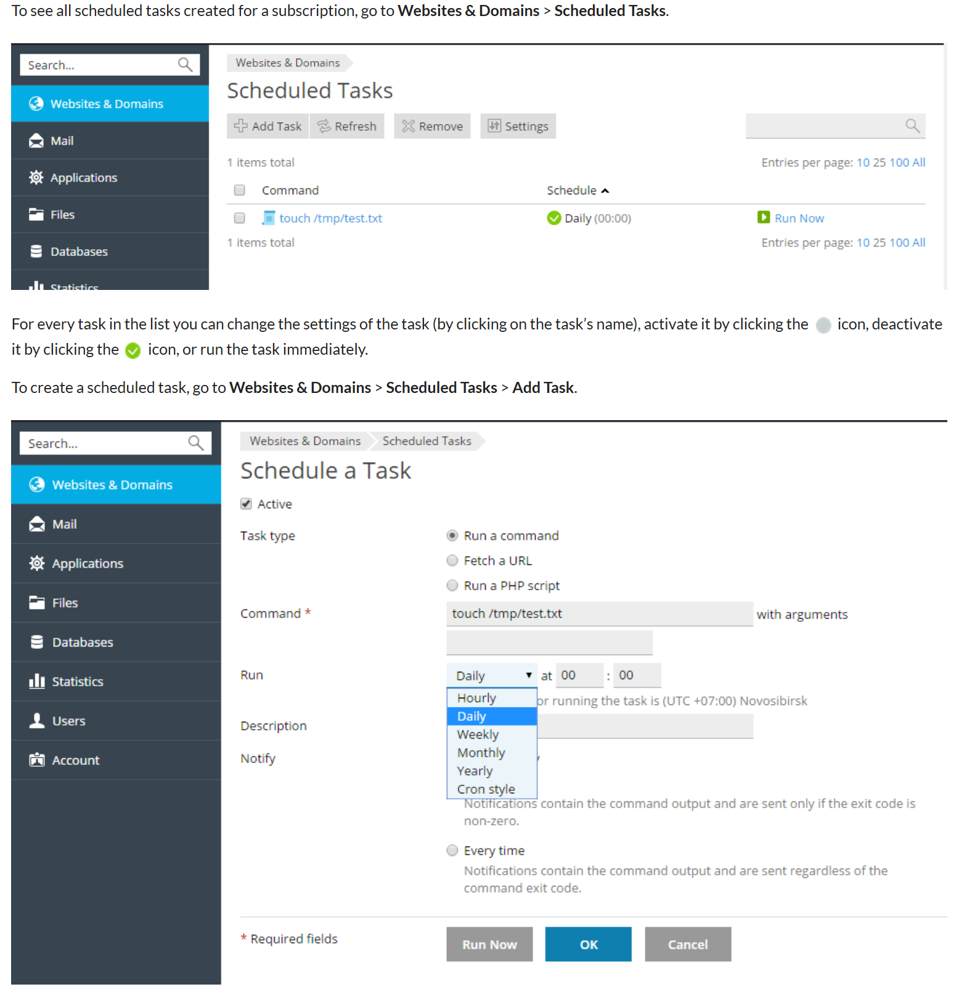 To see all scheduled tasks created for a subscription, go to Websites & Domains > Scheduled Tasks.
Search...
Websites & Domains
Mail
Applications
Files
Databases
Statistics
Websites & Domains
Scheduled Tasks
Add Task Refresh Remove Settings
1 items total Entries per page: 10 25 100 All
Command Schedule
touch /tmp/test.txt Daily (00:00) Run Now
1 items total Entries per page: 10 25 100 All
For every task in the list you can change the settings of the task (by clicking on the task’s name), activate it by clicking the icon, deactivate
it by clicking the icon, or run the task immediately.
To create a scheduled task, go to Websites & Domains > Scheduled Tasks > Add Task.
Search...
Websites & Domains
Mail
Applications
Files
Databases
Statistics
Users
Account
Websites & Domains Scheduled Tasks
Schedule a Task
Active
Task type Run a command
Fetch a URL
Run a PHP script
Command * touch /tmp/test.txt with arguments
Run Daily at 00 : 00
Hourly
Daily
Weekly
Monthly
Yearly
Cron style
or running the task is (UTC +07:00) Novosibirsk
Description
Notify
Notifications contain the command output and are sent only if the exit code is
non-zero.
Every time
Notifications contain the command output and are sent regardless of the
command exit code.
* Required fields Run Now OK Cancel